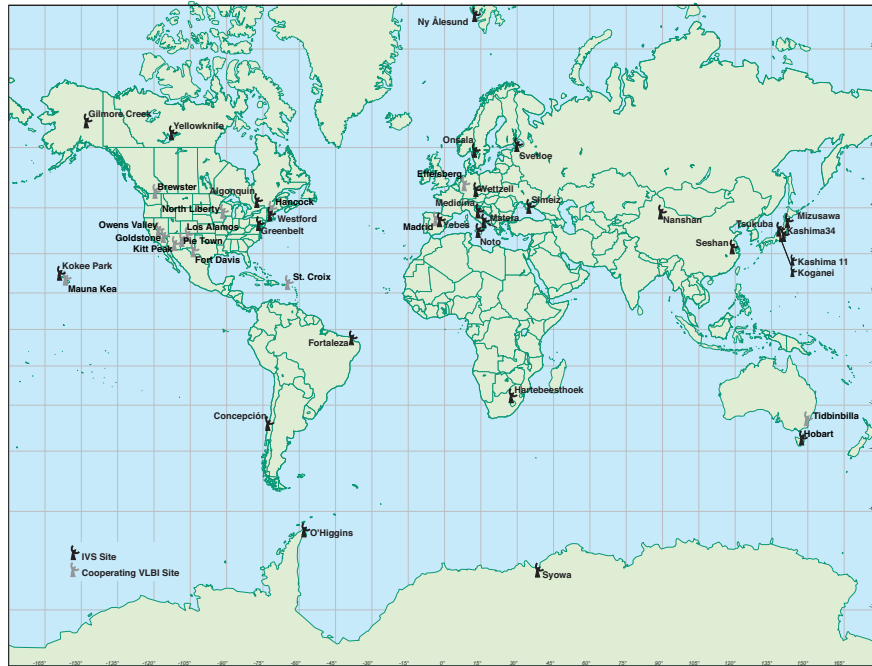 Ny Ålesund
Gilmore Creek
Yellowknife
Onsala
Svetloe
Effelsberg
Wettzell
Brewster
Algonquin
Hancock
Medicina
Simeiz
North Liberty
Westford
Madrid
Yebes
Matera
Nanshan
Mizusawa
Tsukuba
Kashima34
Owens Valley
Los Alamos
Greenbelt
Goldstone
Pie Town
Noto
Seshan
Kitt Peak
Fort Davis
Kashima 11
Koganei
Kokee Park
Mauna Kea
St. Croix
Fortaleza
Hartebeesthoek
Concepción
Tidbinbilla
Hobart
O'Higgins
IVS Site
Cooperating VLBI Site
Syowa
-165° -150° -135° -120° -105° -90° -75° -60° -45° -30° -15° 0° 15° 30° 45° 60° 75° 90° 105° 120° 135° 150° 165°